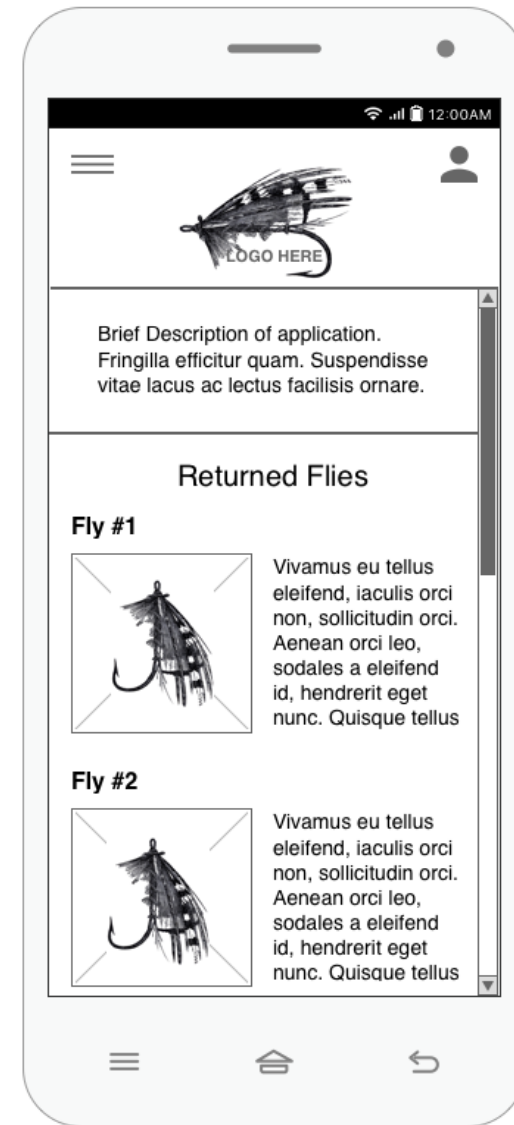 12:00AM
LOGO HERE
Brief Description of application.
Fringilla efficitur quam. Suspendisse
vitae lacus ac lectus facilisis ornare.
Returned Flies
Fly #1
Vivamus eu tellus
eleifend, iaculis orci
non, sollicitudin orci.
Aenean orci leo,
sodales a eleifend
id, hendrerit eget
nunc. Quisque tellus
Fly #2
Vivamus eu tellus
eleifend, iaculis orci
non, sollicitudin orci.
Aenean orci leo,
sodales a eleifend
id, hendrerit eget
nunc. Quisque tellus